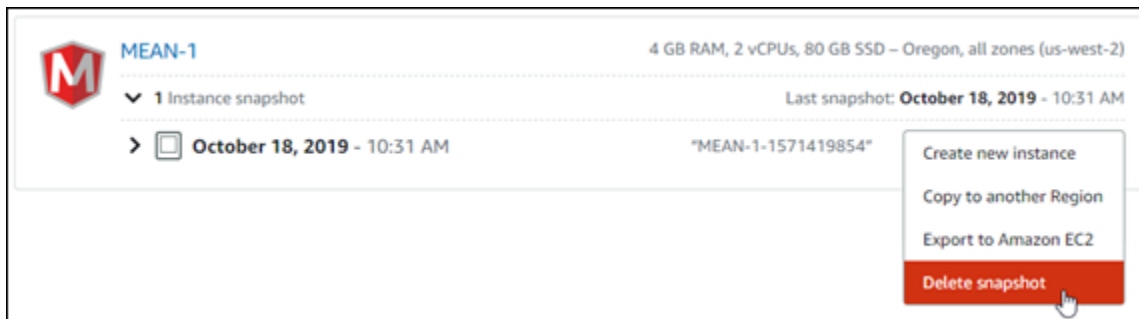 M
MEAN-1
4 GB RAM, 2 vCPUs, 80 GB SSD – Oregon, all zones (us-west-2)
1 Instance snapshot
Last snapshot: October 18, 2019 - 10:31 AM
October 18, 2019 - 10:31 AM
"MEAN-1-1571419854"
Create new instance
Copy to another Region
Export to Amazon EC2
Delete snapshot